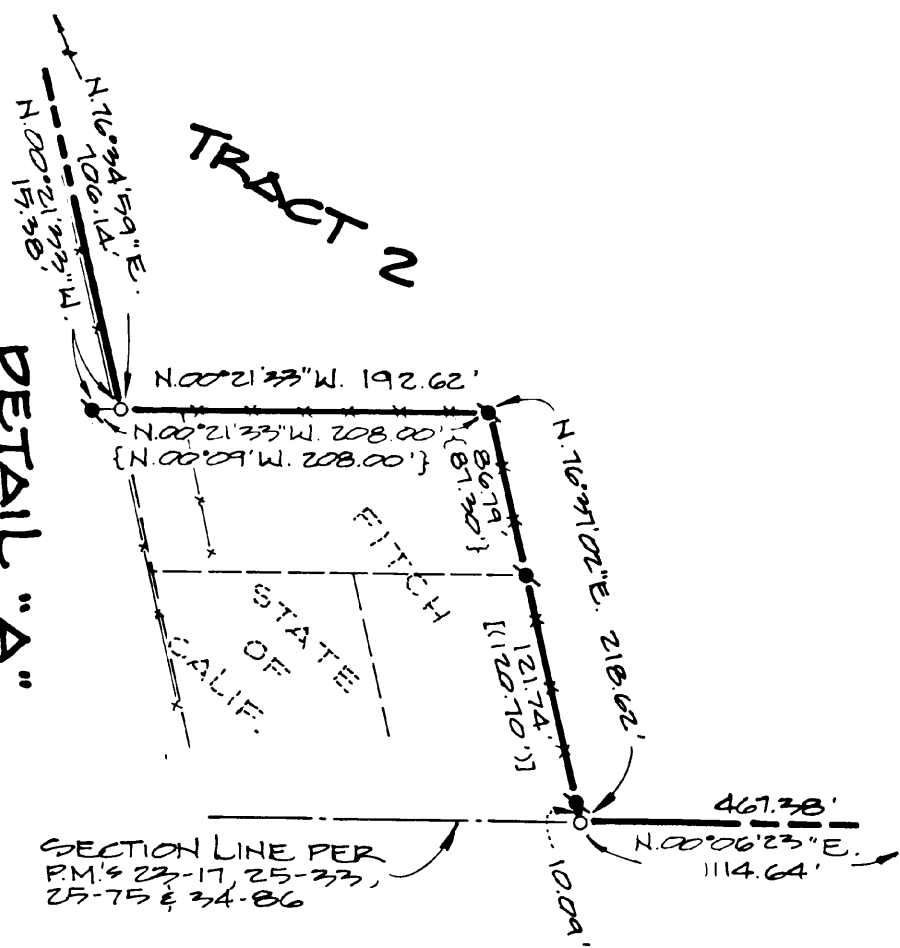 TRACT 2
N.76°34'59"E.
706.14'
N.00°21'33"W.
15.38'
DETAIL "A"
N.00°21'33"W. 192.62'
N.00°21'33"W. 208.00'
{N.00°09'W. 208.00'}
86.79'
{87.30'}
N.76°37'02"E. 218.62'
FITCH
STATE
OF
CALIF.
121.74'
[(120.70')]
467.38'
N.00°06'23"E.
1114.64'
10.09'
SECTION LINE PER
P.M.'S 23-17, 25-33,
25-75 & 34-86